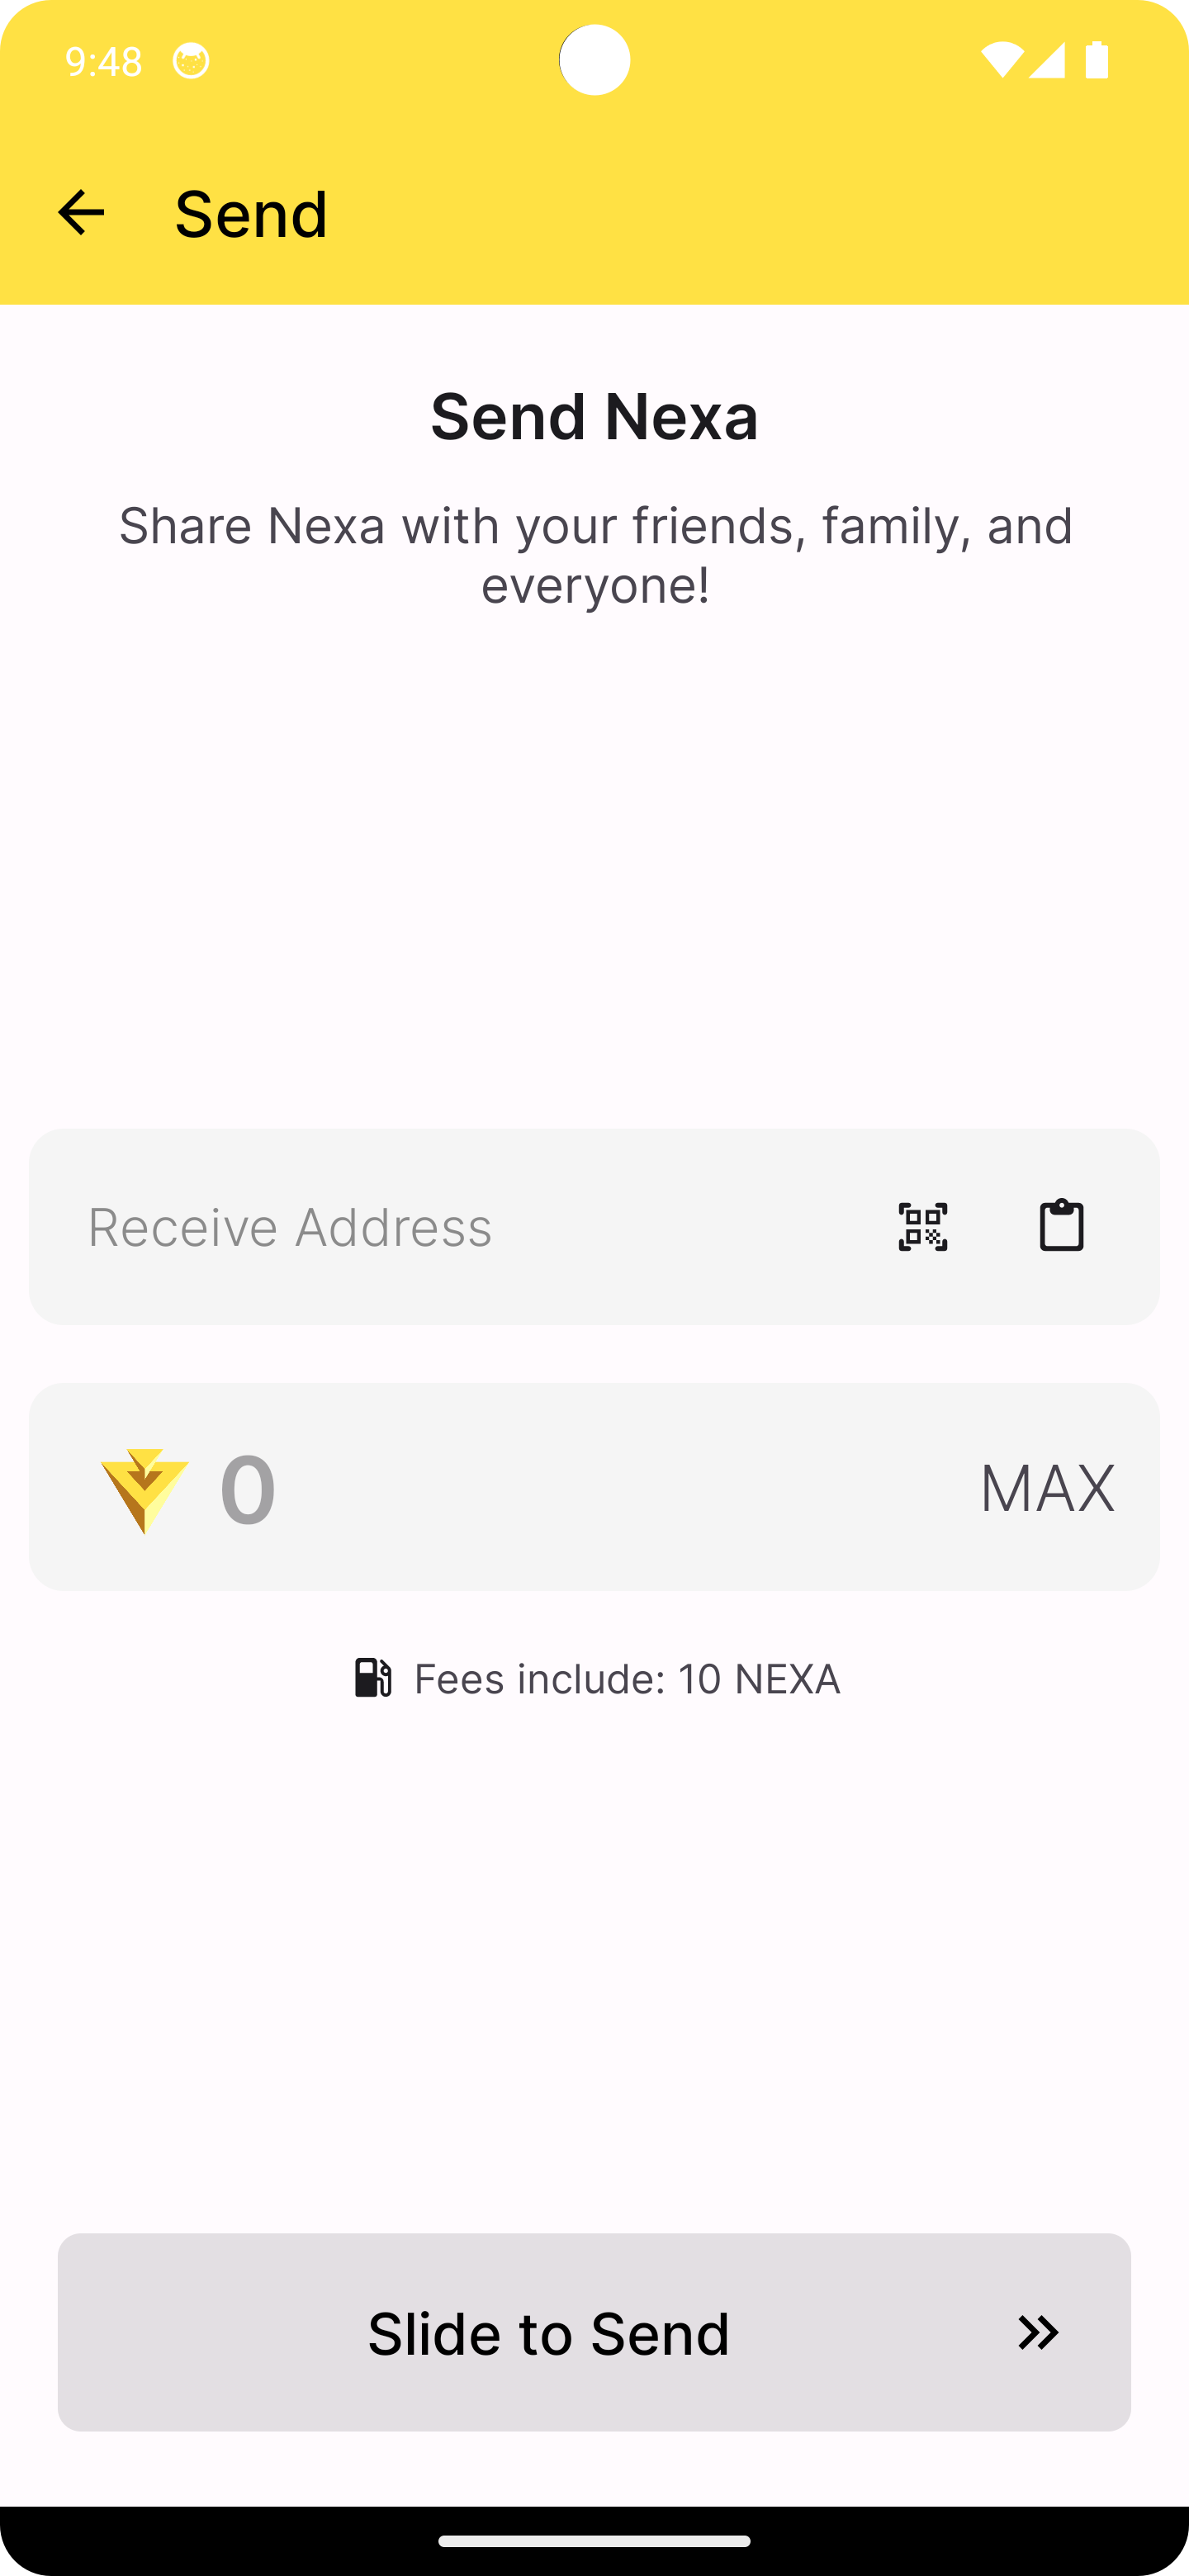 9:48
Send
Send Nexa
Share Nexa with your friends, family, and
everyone!
Receive Address
0 MAX
Fees include: 10 NEXA
Slide to Send